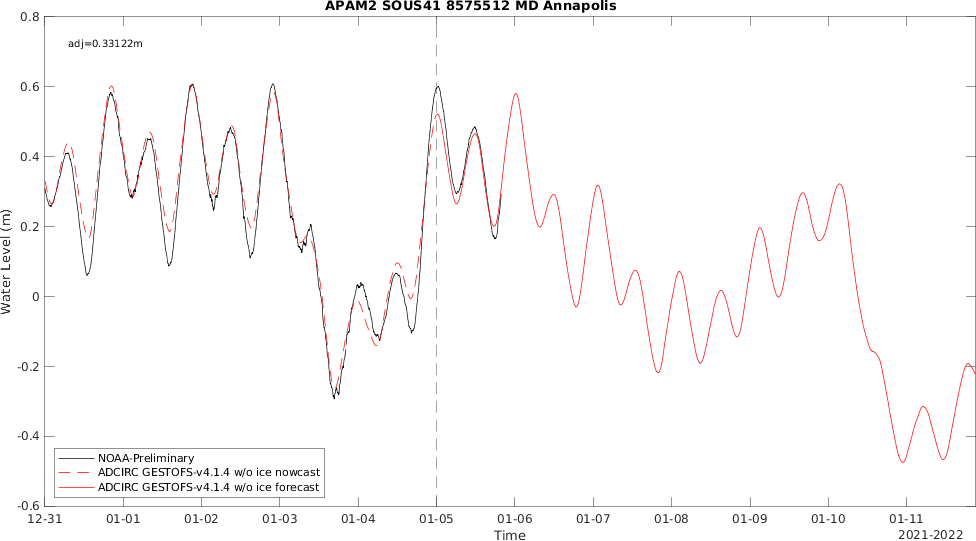 APAM2 SOUS41 8575512 MD Annapolis
adj=0.33122m
0.8
0.6
0.4
0.2
0
-0.2
-0.4
-0.6
Water Level (m)
NOAA-Preliminary
ADCIRC GESTOFS-v4.1.4 w/o ice nowcast
ADCIRC GESTOFS-v4.1.4 w/o ice forecast
12-31 01-01 01-02 01-03 01-04 01-05 01-06 01-07 01-08 01-09 01-10 01-11
Time
2021-2022